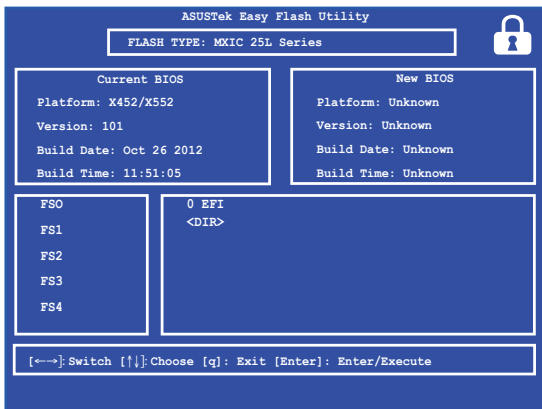 ASUSTek Easy Flash Utility
FLASH TYPE: MXIC 25L Series
Current BIOS
Platform: X452/X552
Version: 101
Build Date: Oct 26 2012
Build Time: 11:51:05
New BIOS
Platform: Unknown
Version: Unknown
Build Date: Unknown
Build Time: Unknown
FSO
FS1
FS2
FS3
FS4
0 EFI
<DIR>
[←→]: Switch [↑↓]: Choose [q]: Exit [Enter]: Enter/Execute